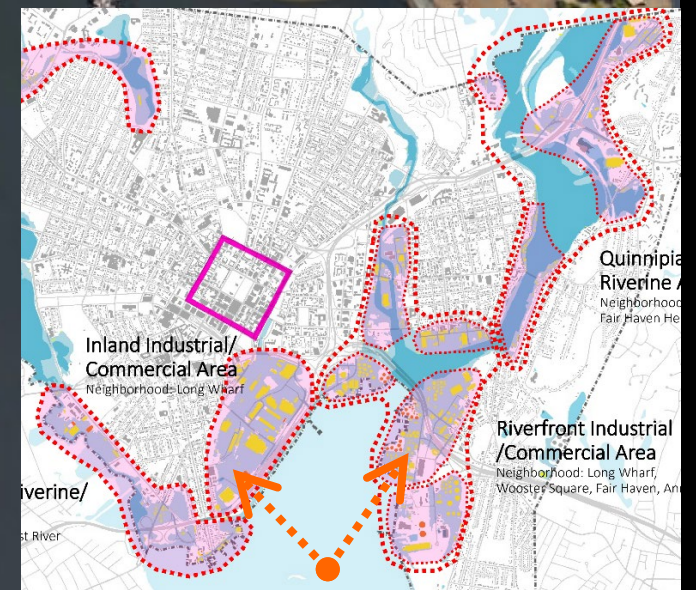 Quinnipia
Riverine
Neighborhood
Fair Haven He
Inland Industrial/
Commercial Area
Neighborhood: Long Wharf
Riverfront Industrial
/Commercial Area
Neighborhood: Long Wharf,
Wooster Square, Fair Haven, An
iverine/
st River